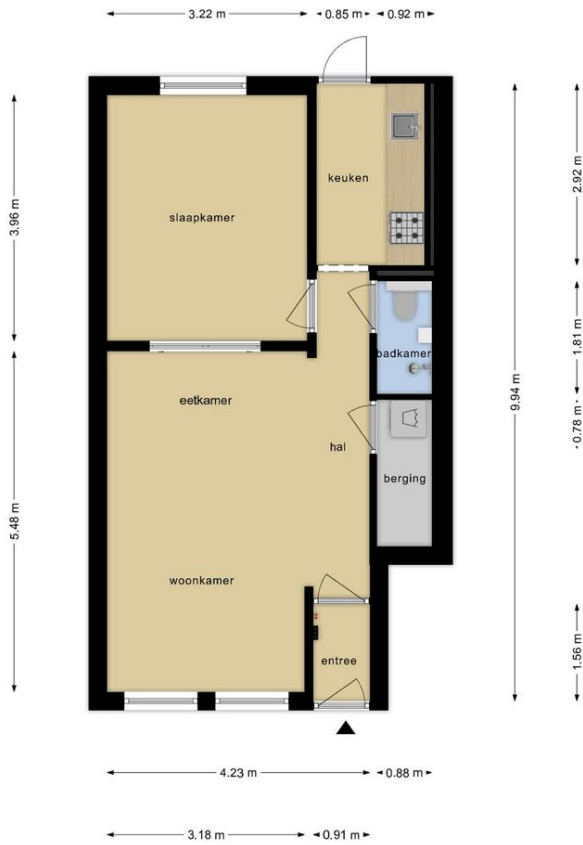 3.22 m
0.85 m
0.92 m
keuken
slaapkamer
3.96 m
2.92 m
badkamer
1.81 m
eetkamer
9.94 m
0.78 m
hal
berging
5.48 m
woonkamer
entree
1.56 m
4.23 m
0.88 m
3.18 m
0.91 m